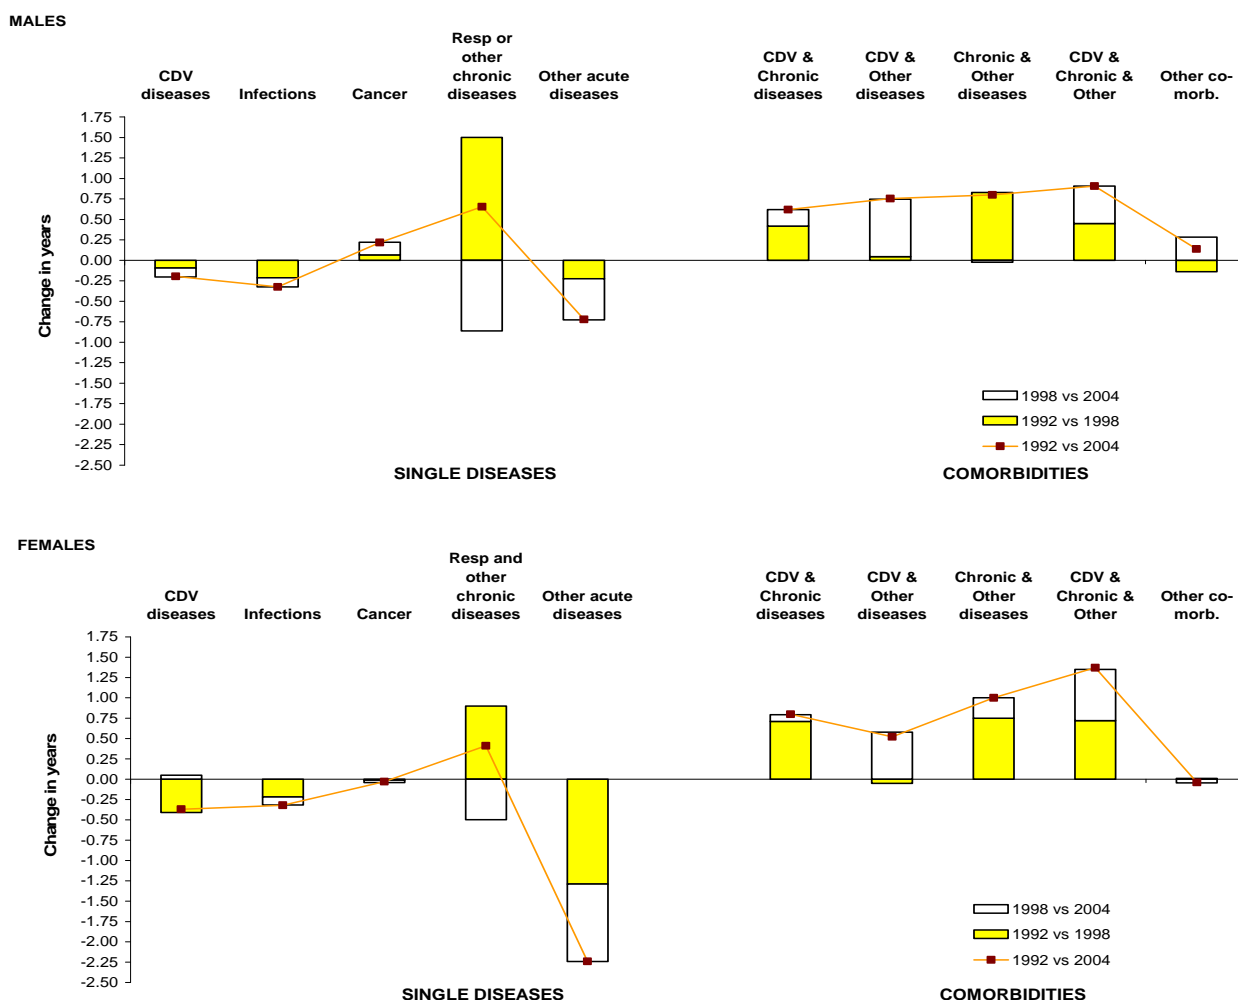 MALES
CDV
diseases
Infections
Cancer
Resp or
other
chronic
diseases
Other acute
diseases
CDV &
Chronic
diseases
CDV &
Other
diseases
Chronic &
Other
diseases
CDV &
Chronic &
Other
Other co-
morb.
Change in years
1.75
1.50
1.25
1.00
0.75
0.50
0.25
0.00
-0.25
-0.50
-0.75
-1.00
-1.25
-1.50
-1.75
-2.00
-2.25
-2.50
1998 vs 2004
1992 vs 1998
1992 vs 2004
SINGLE DISEASES
COMORBIDITIES
FEMALES
CDV
diseases
Infections
Cancer
Resp and
other
chronic
diseases
Other acute
diseases
CDV &
Chronic
diseases
CDV &
Other
diseases
Chronic &
Other
diseases
CDV &
Chronic &
Other
Other co-
morb.
Change in years
1.75
1.50
1.25
1.00
0.75
0.50
0.25
0.00
-0.25
-0.50
-0.75
-1.00
-1.25
-1.50
-1.75
-2.00
-2.25
-2.50
1998 vs 2004
1992 vs 1998
1992 vs 2004
SINGLE DISEASES
COMORBIDITIES